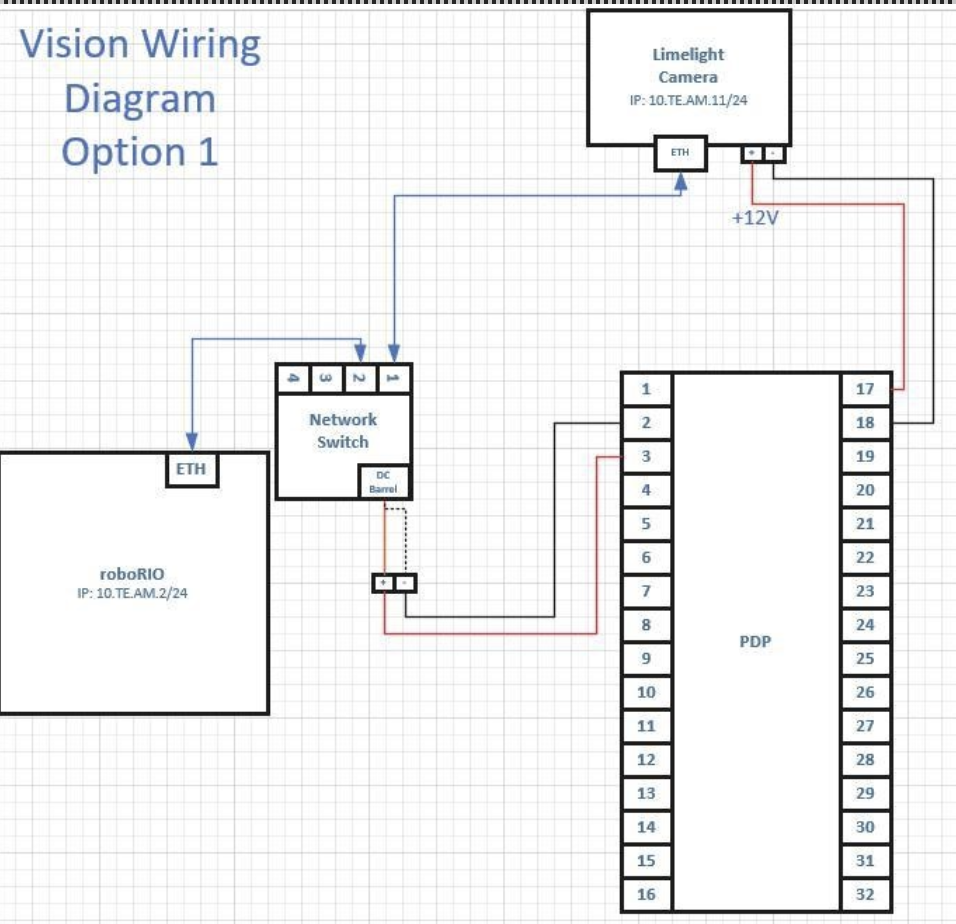 Vision Wiring
Diagram
Option 1
Limelight
Camera
IP: 10.TE.AM.11/24
ETH
+ -
+12V
4 3 2 1
Network
Switch
DC
Barrel
+ -
ETH
roboRIO
IP: 10.TE.AM.2/24
PDP
1 17
2 18
3 19
4 20
5 21
6 22
7 23
8 24
9 25
10 26
11 27
12 28
13 29
14 30
15 31
16 32